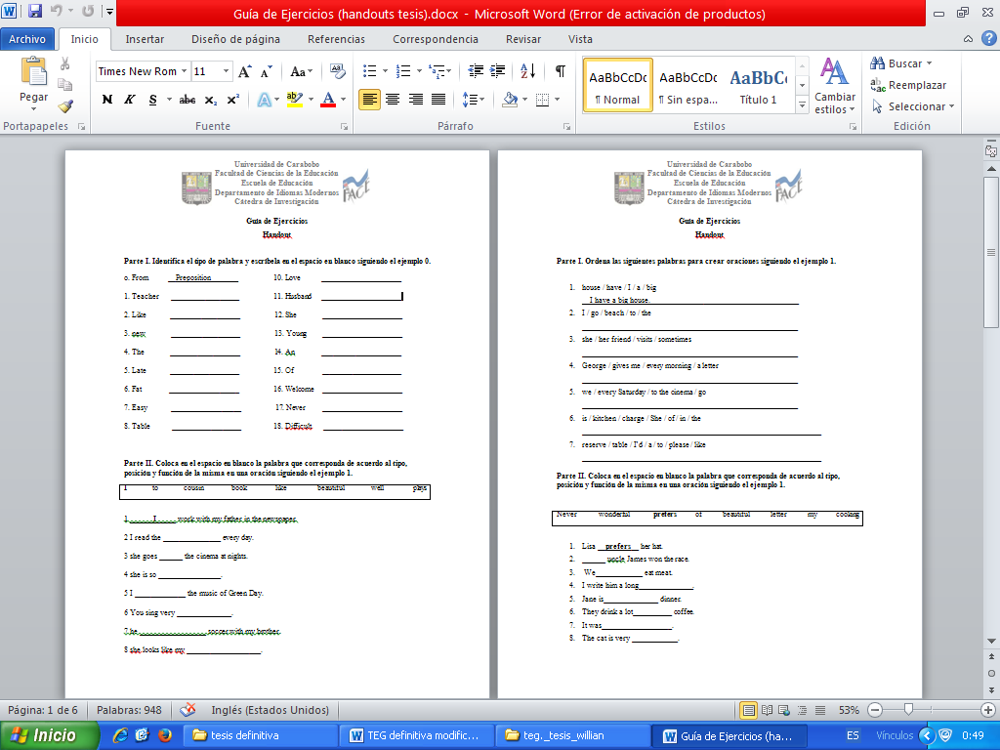 Guía de Ejercicios (handouts tesis).docx - Microsoft Word (Error de activación de productos)
Archivo Inicio Insertar Diseño de página Referencias Correspondencia Revisar Vista
Pegar
Times New Rom 11
AaBbCcDc AaBbCcDc AaBbCc
¶ Normal ¶ Sin espa... Título 1
Cambiar estilos
Buscar
Reemplazar
Seleccionar
Portapapeles Fuente Párrafo Estilos Edición
Universidad de Carabobo
Facultad de Ciencias de la Educación
Escuela de Educación
Departamento de Idiomas Modernos
Cátedra de Investigación
FACE
Guía de Ejercicios
Handout
Parte I. Identifica el tipo de palabra y escríbela en el espacio en blanco siguiendo el ejemplo 0.
o. From Preposition 10. Love
1. Teacher 11. Husband
2. Like 12. She
3. new 13. Young
4. The 14. An
5. Late 15. Of
6. Fat 16. Welcome
7. Easy 17. Never
8. Table 18. Difficult
Parte II. Coloca en el espacio en blanco la palabra que corresponda de acuerdo al tipo,
posición y función de la misma en una oración siguiendo el ejemplo 1.
I to cousin book like beautiful well plays
1.______I______ work with my father in the newspaper.
2 I read the _______________ every day.
3 she goes ______ the cinema at nights.
4 she is so ________________.
5 I _____________ the music of Green Day.
6 You sing very ______________.
7 he _________________ soccer with my brother.
8 she looks like my ___________________.
Universidad de Carabobo
Facultad de Ciencias de la Educación
Escuela de Educación
Departamento de Idiomas Modernos
Cátedra de Investigación
FACE
Guía de Ejercicios
Handout
Parte I. Ordena las siguientes palabras para crear oraciones siguiendo el ejemplo 1.
1. house / have / I / a / big
I have a big house.
2. I / go / beach / to / the
3. she / her friend / visits / sometimes
4. George / gives me / every morning / a letter
5. we / every Saturday / to the cinema / go
6. is / kitchen / charge / She / of / in / the
7. reserve / table / I'd / a / to / please / like
Parte II. Coloca en el espacio en blanco la palabra que corresponda de acuerdo al tipo,
posición y función de la misma en una oración siguiendo el ejemplo 1.
Never wonderful prefers of beautiful letter my cooking
1. Lisa __prefers__ her hat.
2. ______ uncle James won the race.
3. We____________ eat meat.
4. I write him a long______________.
5. Jane is______________ dinner.
6. They drink a lot__________ coffee.
7. It was__________________.
8. The cat is very ____________.
Página: 1 de 6 Palabras: 948 Inglés (Estados Unidos) 53%
Inicio tesis definitiva TEG definitiva modific... teg._tesis_willian Guía de Ejercicios (ha... ES Vínculos 0:49